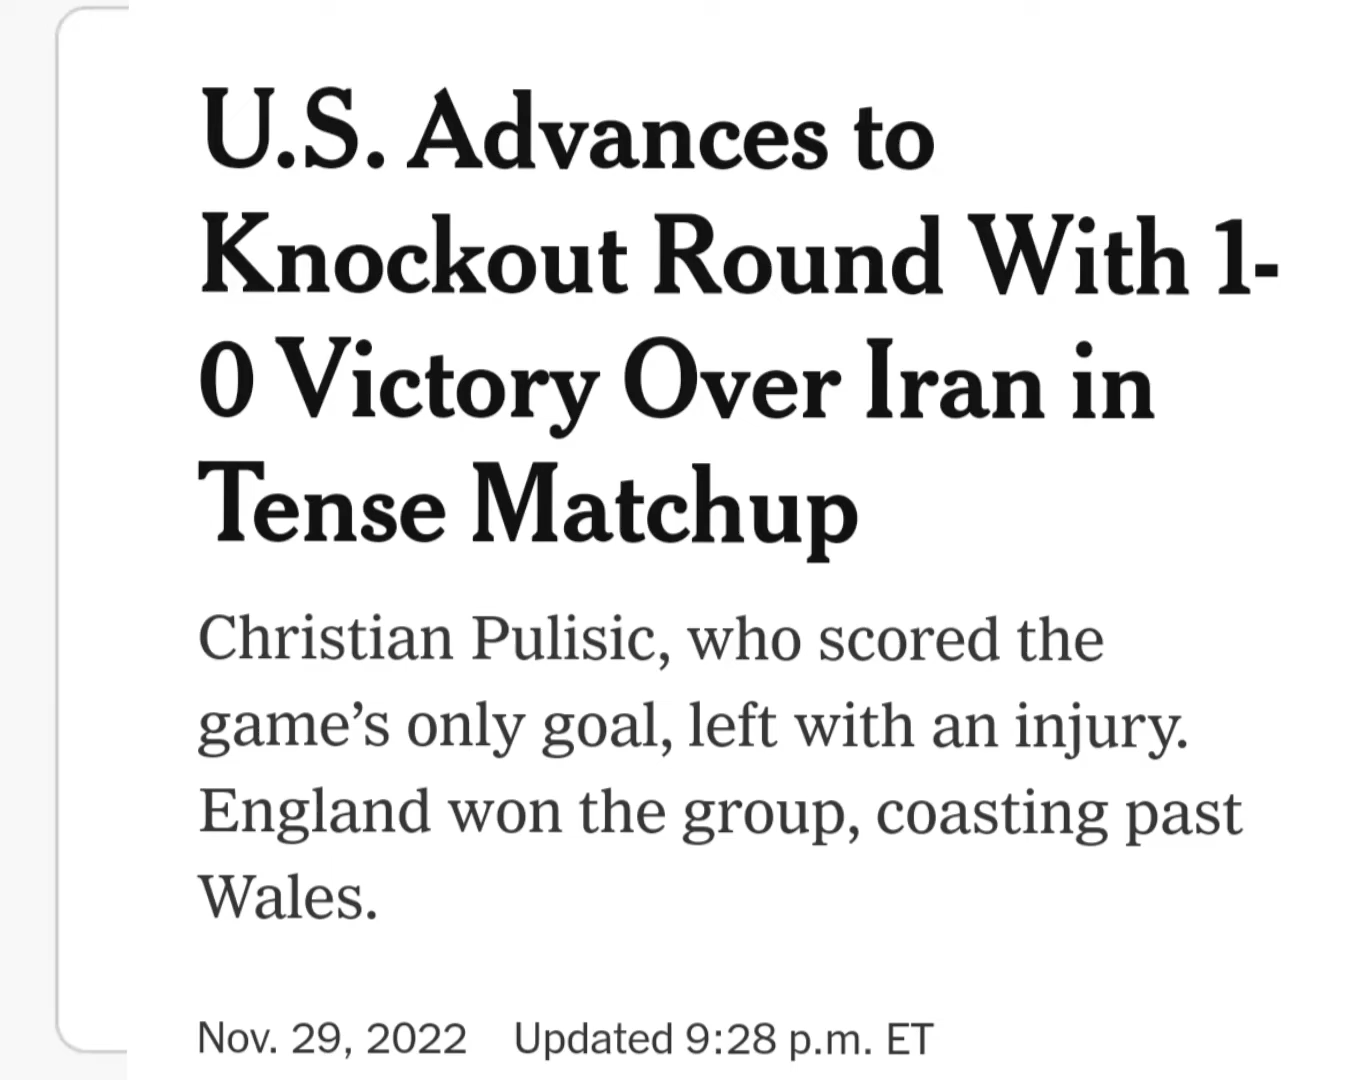 U.S. Advances to
Knockout Round With 1-
0 Victory Over Iran in
Tense Matchup
Christian Pulisic, who scored the
game’s only goal, left with an injury.
England won the group, coasting past
Wales.
Nov. 29, 2022 Updated 9:28 p.m. ET